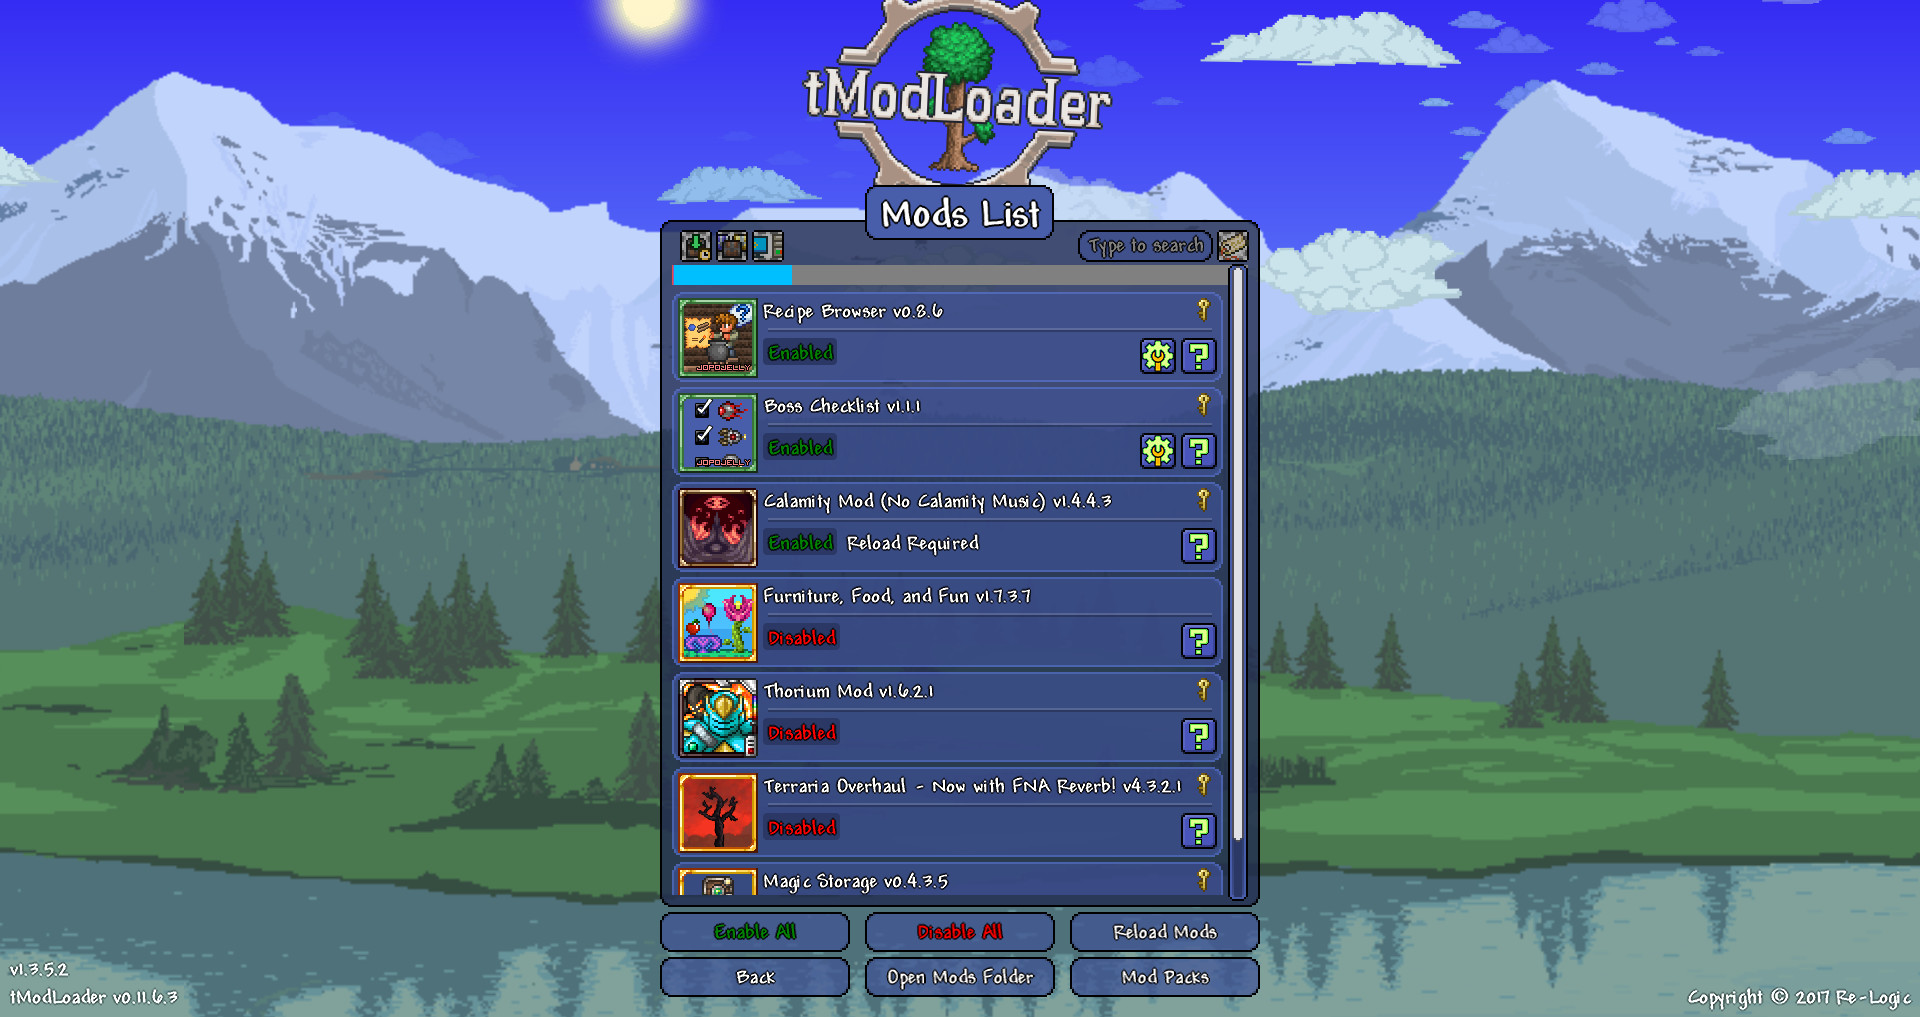 tModLoader
Mods List
Type to search
Recipe Browser v0.8.6
Enabled
JOPOJELLY
Boss Checklist v1.1.1
Enabled
JOPOJELLY
Calamity Mod (No Calamity Music) v1.4.4.3
Enabled Reload Required
Furniture, Food, and Fun v1.7.3.7
Disabled
Thorium Mod v1.6.2.1
Disabled
Terraria Overhaul - Now with FNA Reverb! v4.3.2.1
Disabled
Magic Storage v0.4.3.5
Enable All Disable All Reload Mods
Back Open Mods Folder Mod Packs
v1.3.5.2
tModLoader v0.11.6.3
Copyright © 2017 Re-Logic